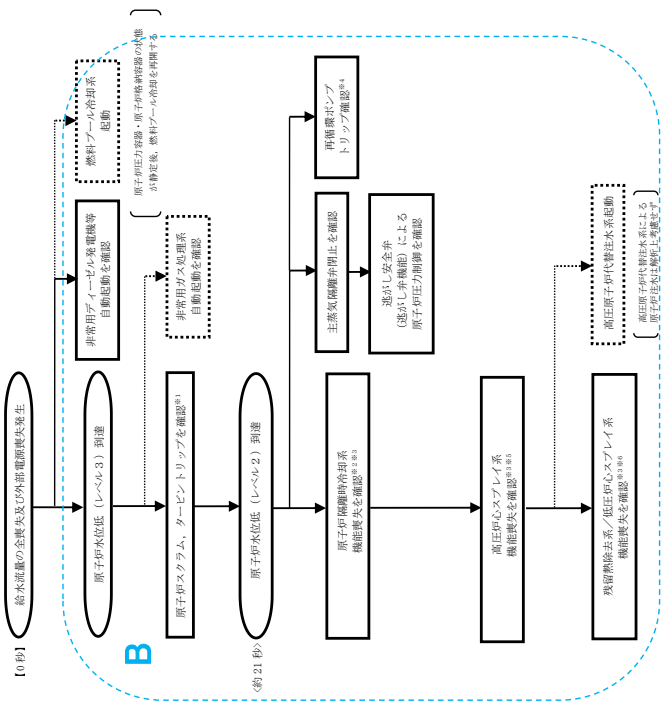 【0秒】
給水流量の全喪失及び外部電源喪失発生
非常用ディーゼル発電機等
自動起動を確認
燃料プール冷却系
起動
原子炉圧力容器・原子炉格納容器の状態
が静定後，燃料プール冷却を再開する
B
原子炉水位低（レベル３）到達
非常用ガス処理系
自動起動を確認
原子炉スクラム，タービントリップを確認※1
<約 21 秒>
原子炉水位低（レベル２）到達
主蒸気隔離弁閉止を確認
再循環ポンプ
トリップ確認※4
逃がし安全弁
（逃がし弁機能）による
原子炉圧力制御を確認
原子炉隔離時冷却系
機能喪失を確認※2※3
高圧炉心スプレイ系
機能喪失を確認※3※5
高圧原子炉代替注水系起動
高圧原子炉代替注水系による
原子炉注水は解析上考慮せず
残留熱除去系／低圧炉心スプレイ系
機能喪失を確認※3※6